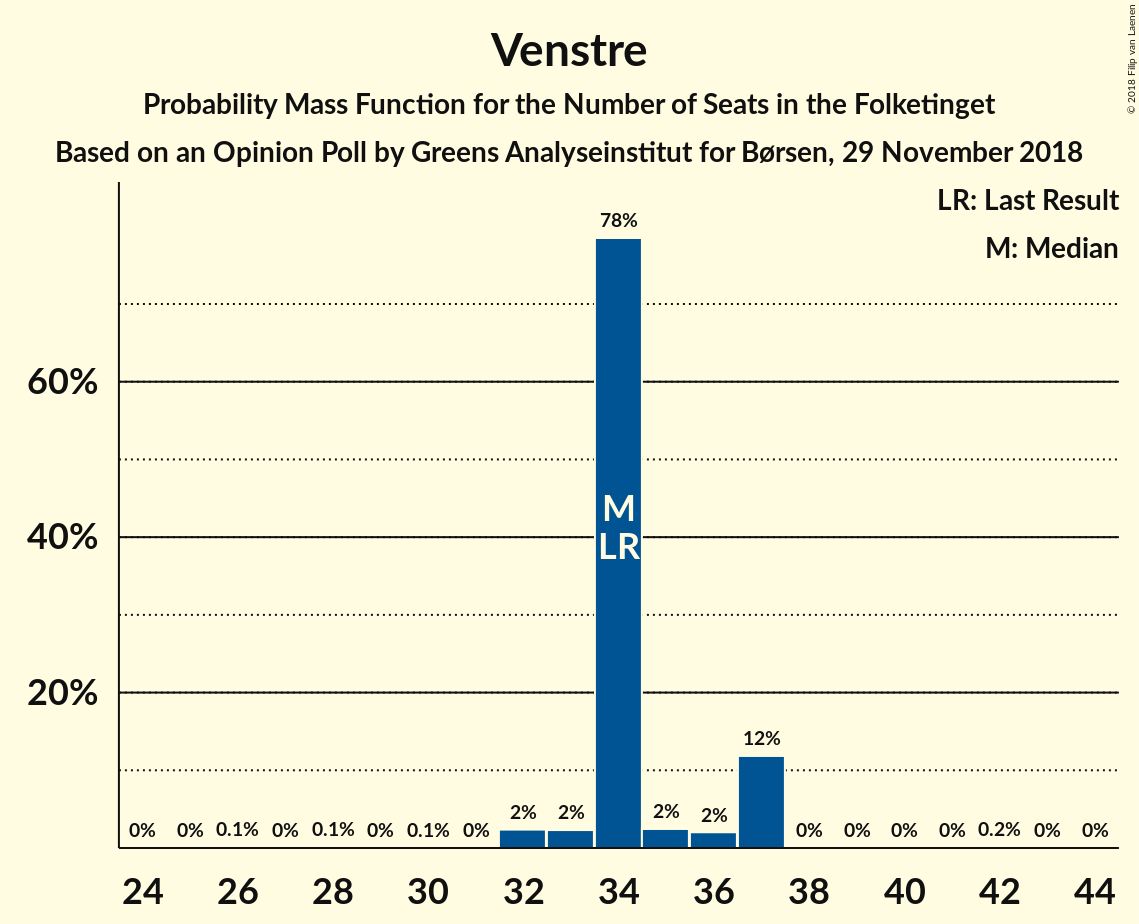 © 2018 Filip van Laenen
Venstre
Probability Mass Function for the Number of Seats in the Folketinget
Based on an Opinion Poll by Greens Analyseinstitut for Børsen, 29 November 2018
LR: Last Result
M: Median
78%
60%
M
40%
LR
20%
12%
0% 0% 0.1% 0% 0.1% 0% 0.1% 0% 2% 2% 2% 2% 0% 0% 0% 0% 0.2% 0% 0%
24 26 28 30 32 34 36 38 40 42 44